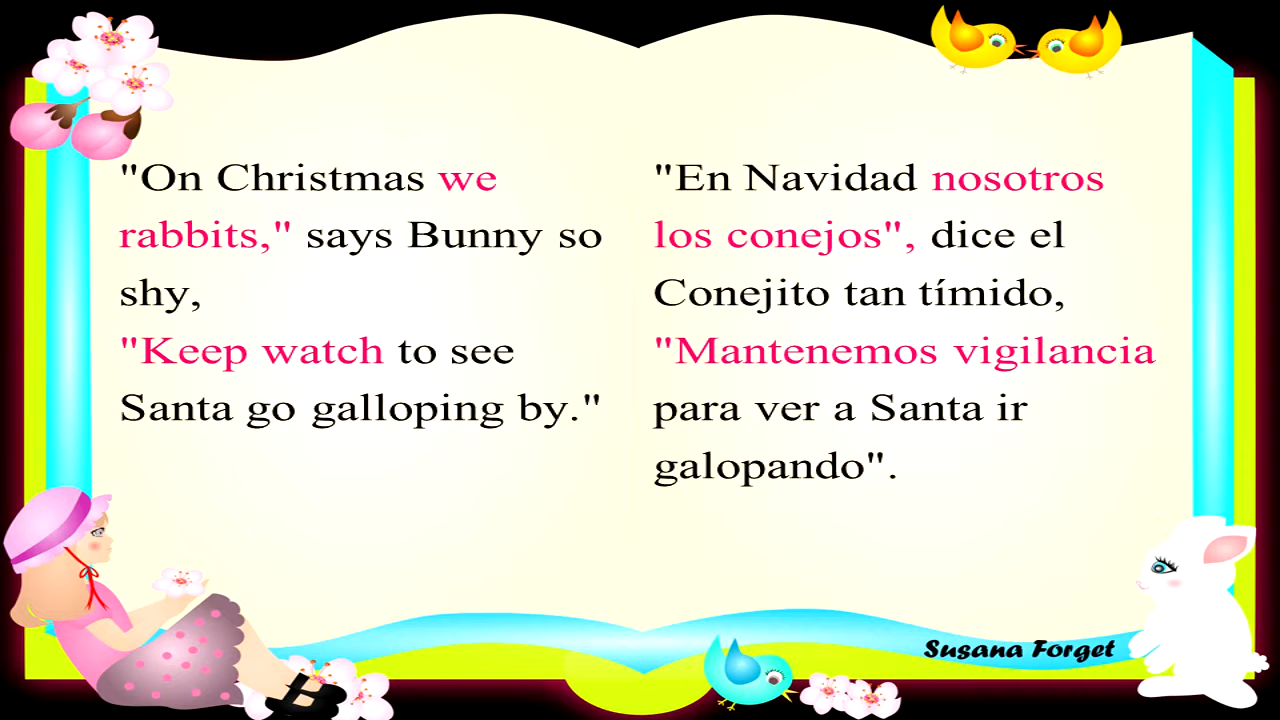 "On Christmas we
rabbits," says Bunny so
shy,
"Keep watch to see
Santa go galloping by."
"En Navidad nosotros
los conejos", dice el
Conejito tan tímido,
"Mantenemos vigilancia
para ver a Santa ir
galopando".
Susana Forget